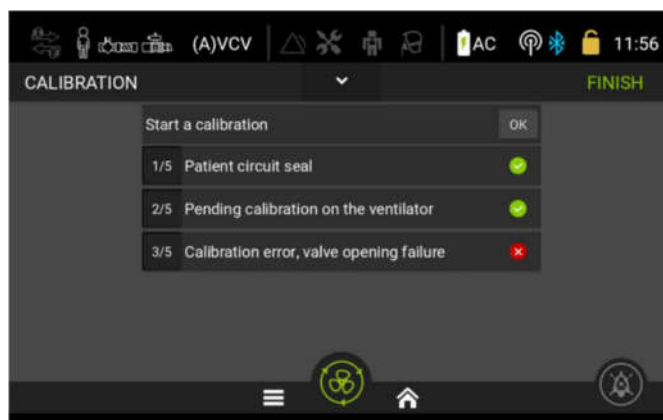 (A)VCV AC 11:56
CALIBRATION FINISH
Start a calibration OK
1/5 Patient circuit seal
2/5 Pending calibration on the ventilator
3/5 Calibration error, valve opening failure